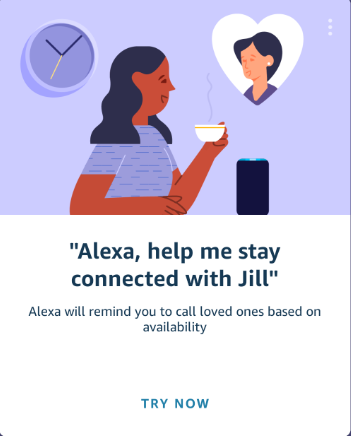 "Alexa, help me stay
connected with Jill"
Alexa will remind you to call loved ones based on
availability
TRY NOW